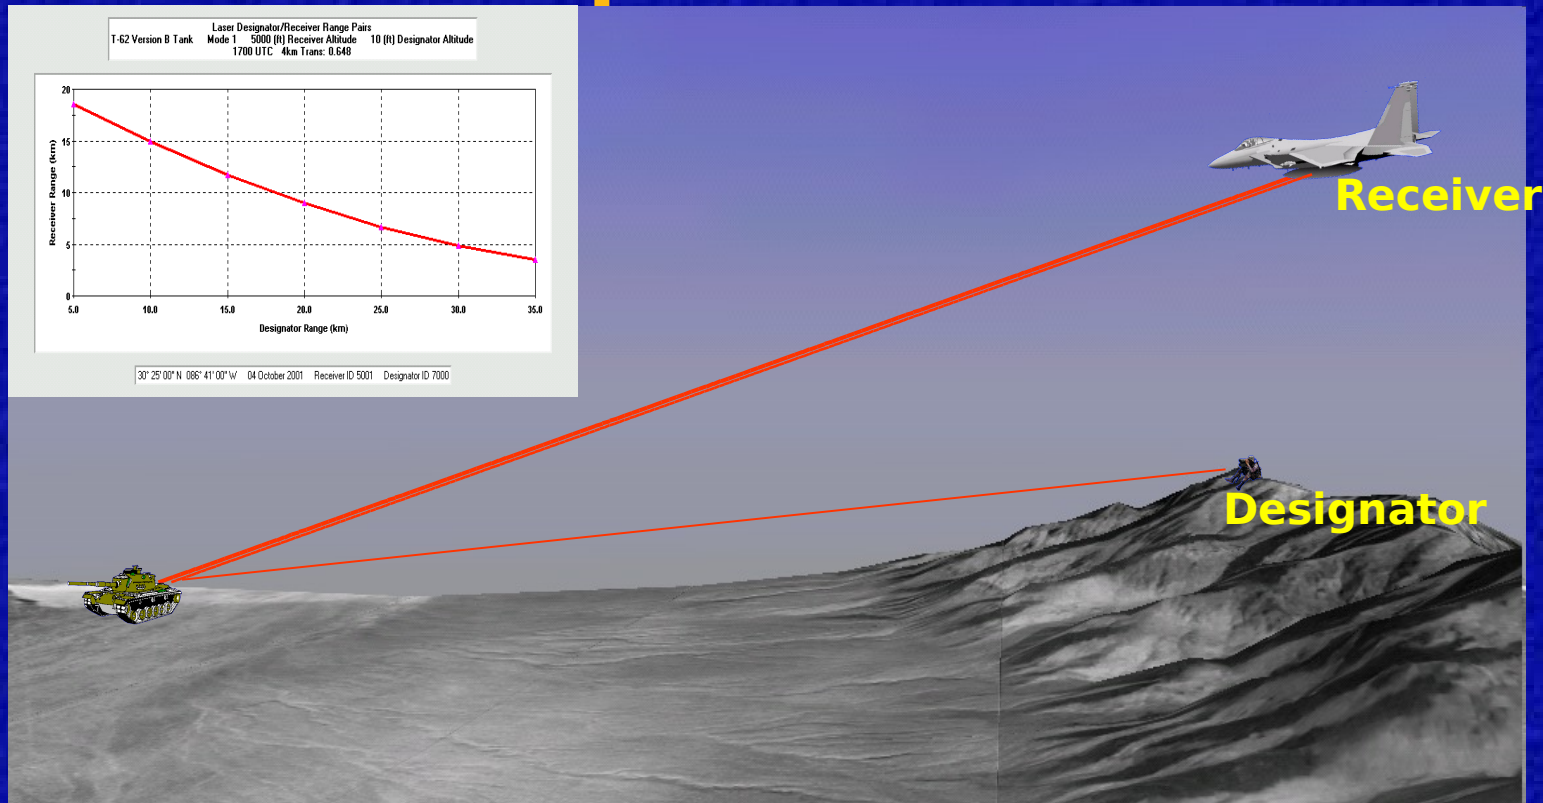 Laser Designator/Receiver Range Pairs
T-62 Version B Tank Mode 1 5000 (ft) Receiver Altitude 10 (ft) Designator Altitude
1700 UTC 4km Trans: 0.648
20
15
10
5
0
Receiver Range (km)
5.0 10.0 15.0 20.0 25.0 30.0 35.0
Designator Range (km)
30° 25' 00" N 086° 41' 00" W 04 October 2001 Receiver ID 5001 Designator ID 7000
Receiver
Designator